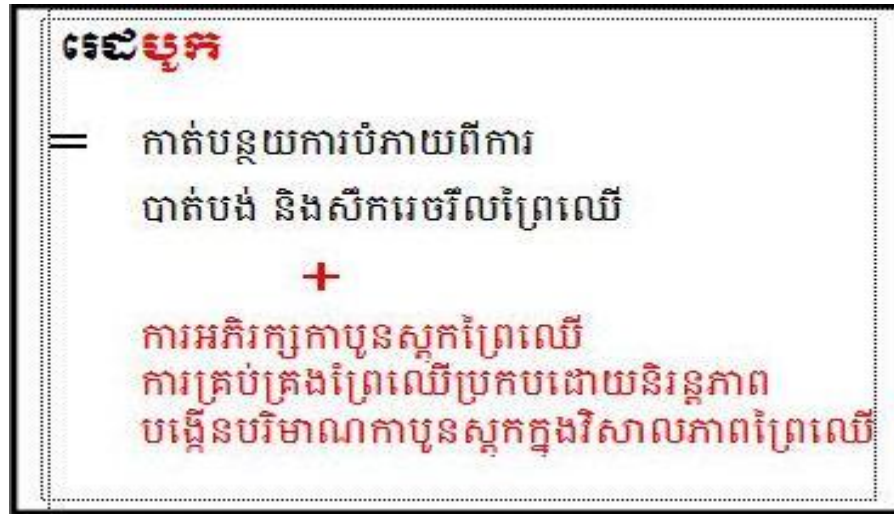 រេដបូក
= កាត់បន្ថយការបំភាយពីការ
បាត់បង់ និងសឹករេចរឹលព្រៃឈើ
+
ការអភិរក្សកាបូនស្តុកព្រៃឈើ
ការគ្រប់គ្រងព្រៃឈើប្រកបដោយនិរន្តភាព
បង្កើនបរិមាណកាបូនស្តុកក្នុងវិសាលភាពព្រៃឈើ